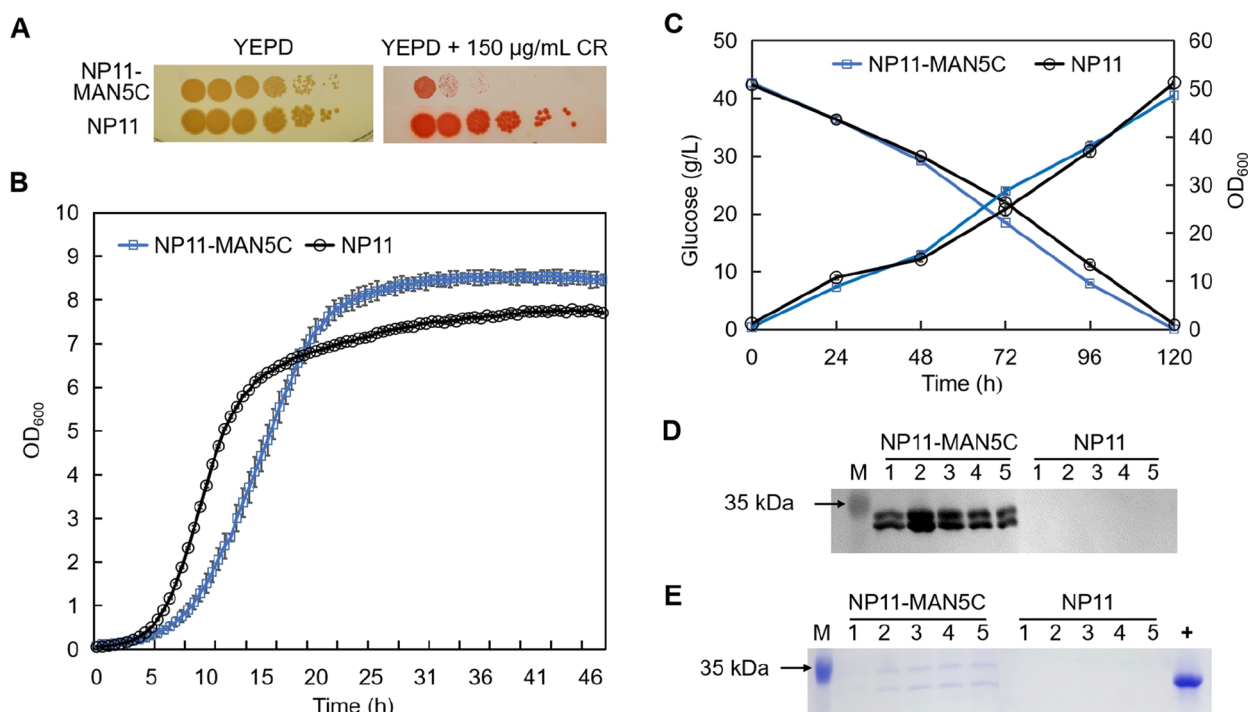 A
YEPD
YEPD + 150 µg/mL CR
NP11-
MAN5C
NP11
B
10
9
8
7
6
5
4
3
2
1
0
NP11-MAN5C
NP11
OD600
0
5
10
15
20
25
31
36
41
46
Time (h)
C
50
40
30
20
10
0
Glucose (g/L)
NP11-MAN5C
NP11
60
50
40
30
20
10
0
OD600
0
24
48
72
96
120
Time (h)
D
NP11-MAN5C
NP11
M
1
2
3
4
5
1
2
3
4
5
35 kDa
E
NP11-MAN5C
NP11
M
1
2
3
4
5
1
2
3
4
5
+
35 kDa